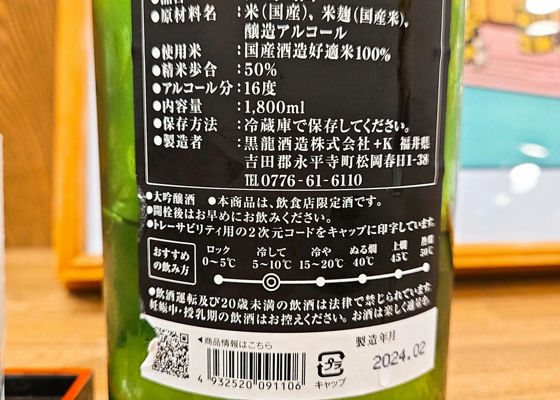 ●原材料名：米(国産)、米麹(国産米)、
醸造アルコール
●使用米：国産酒造好適米100%
●精米歩合：50%
●アルコール分：16度
●内容量：1,800ml
●保存方法：冷蔵庫で保存してください。
●製造者：黒龍酒造株式会社+K 福井県
吉田郡永平寺町松岡春日1-38
TEL0776-61-6110
●大吟醸酒 ●本商品は、飲食店限定酒です。
●開栓後はお早めにお飲みください。
●トレーサビリティ用の2次元コードをキャップに印字しています。
おすすめ
の飲み方
ロック 冷して 冷や ぬる燗 上燗 熱燗
0~5℃ 5~10℃ 15~20℃ 40℃ 45℃ 50℃
●飲酒運転及び20歳未満の飲酒は法律で禁じられています。
妊娠中・授乳期の飲酒はお控えください。お酒は楽しく適量を。
◀商品情報はこちら
4 932520 091106
プラ
キャップ
製造年月
2024.02